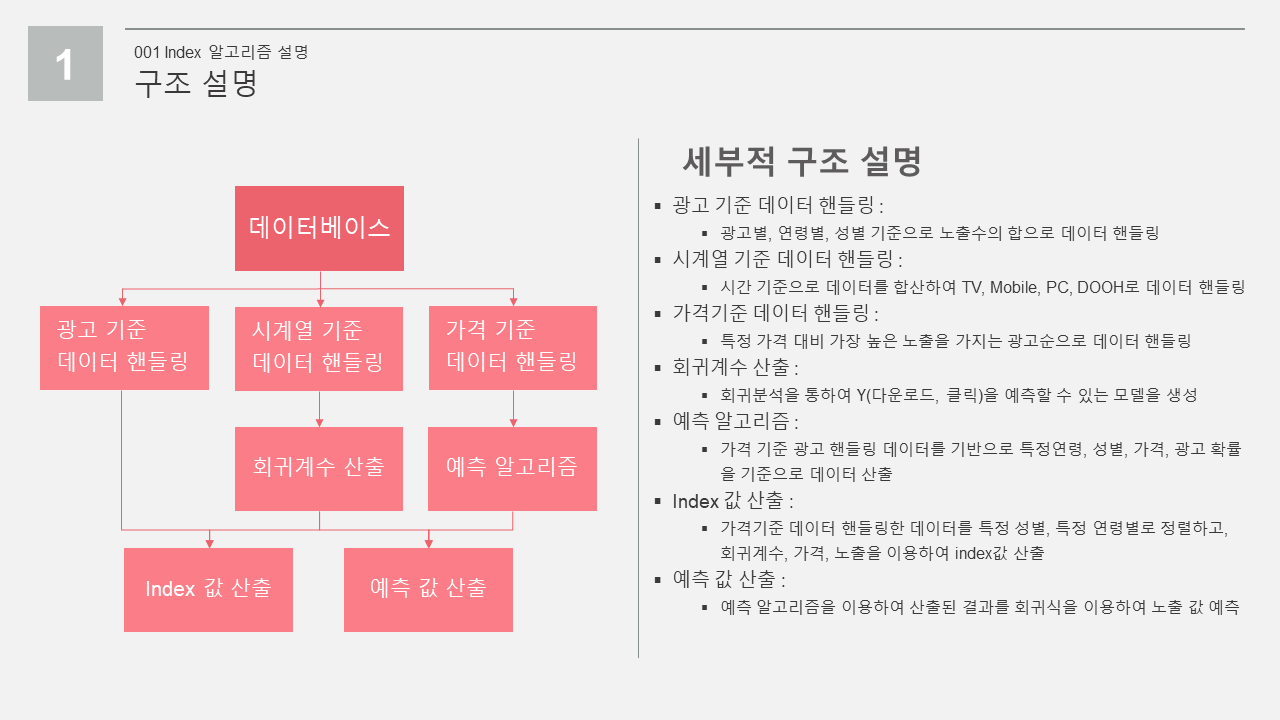 1
001 Index 알고리즘 설명
구조 설명
데이터베이스
광고 기준
데이터 핸들링
시계열 기준
데이터 핸들링
가격 기준
데이터 핸들링
회귀계수 산출
예측 알고리즘
Index 값 산출
예측 값 산출
세부적 구조 설명
▪ 광고 기준 데이터 핸들링 :
▪ 광고별, 연령별, 성별 기준으로 노출수의 합으로 데이터 핸들링
▪ 시계열 기준 데이터 핸들링 :
▪ 시간 기준으로 데이터를 합산하여 TV, Mobile, PC, DOOH로 데이터 핸들링
▪ 가격기준 데이터 핸들링 :
▪ 특정 가격 대비 가장 높은 노출을 가지는 광고순으로 데이터 핸들링
▪ 회귀계수 산출 :
▪ 회귀분석을 통하여 Y(다운로드, 클릭)을 예측할 수 있는 모델을 생성
▪ 예측 알고리즘 :
▪ 가격 기준 광고 핸들링 데이터를 기반으로 특정연령, 성별, 가격, 광고 확률
을 기준으로 데이터 산출
▪ Index 값 산출 :
▪ 가격기준 데이터 핸들링한 데이터를 특정 성별, 특정 연령별로 정렬하고,
회귀계수, 가격, 노출을 이용하여 index값 산출
▪ 예측 값 산출 :
▪ 예측 알고리즘을 이용하여 산출된 결과를 회귀식을 이용하여 노출 값 예측